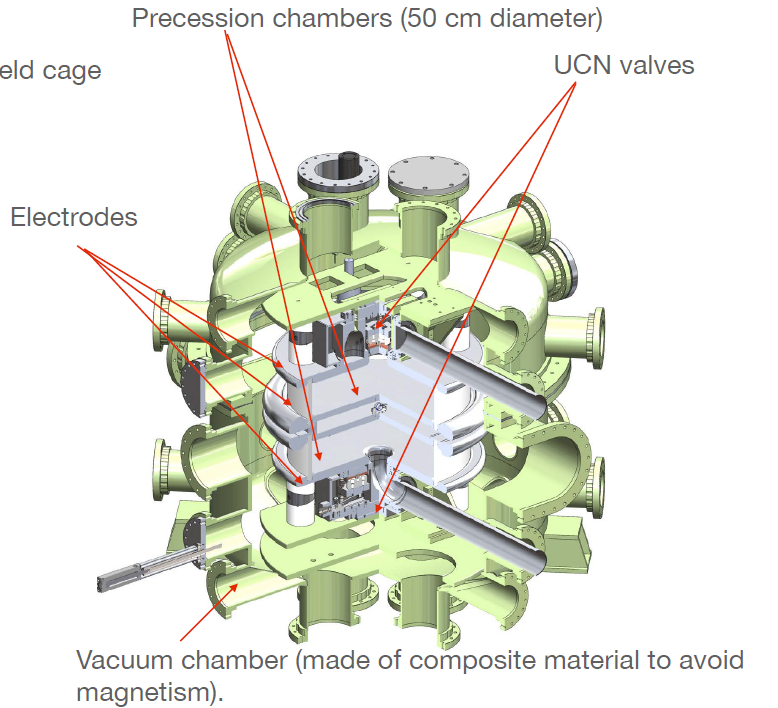 Precession chambers (50 cm diameter)
eld cage
UCN valves
Electrodes
Vacuum chamber (made of composite material to avoid
magnetism).